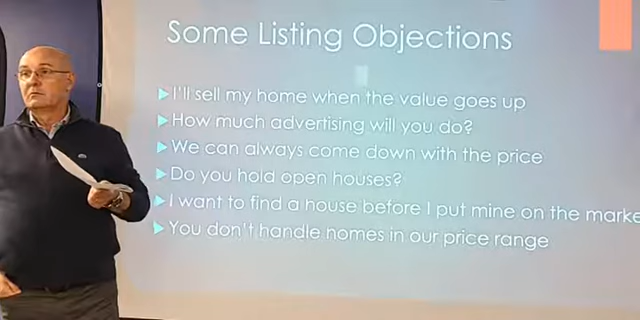 Some Listing Objections
I'll sell my home when the value goes up
How much advertising will you do?
We can always come down with the price
Do you hold open houses?
I want to find a house before I put mine on the marke
You don't handle homes in our price range